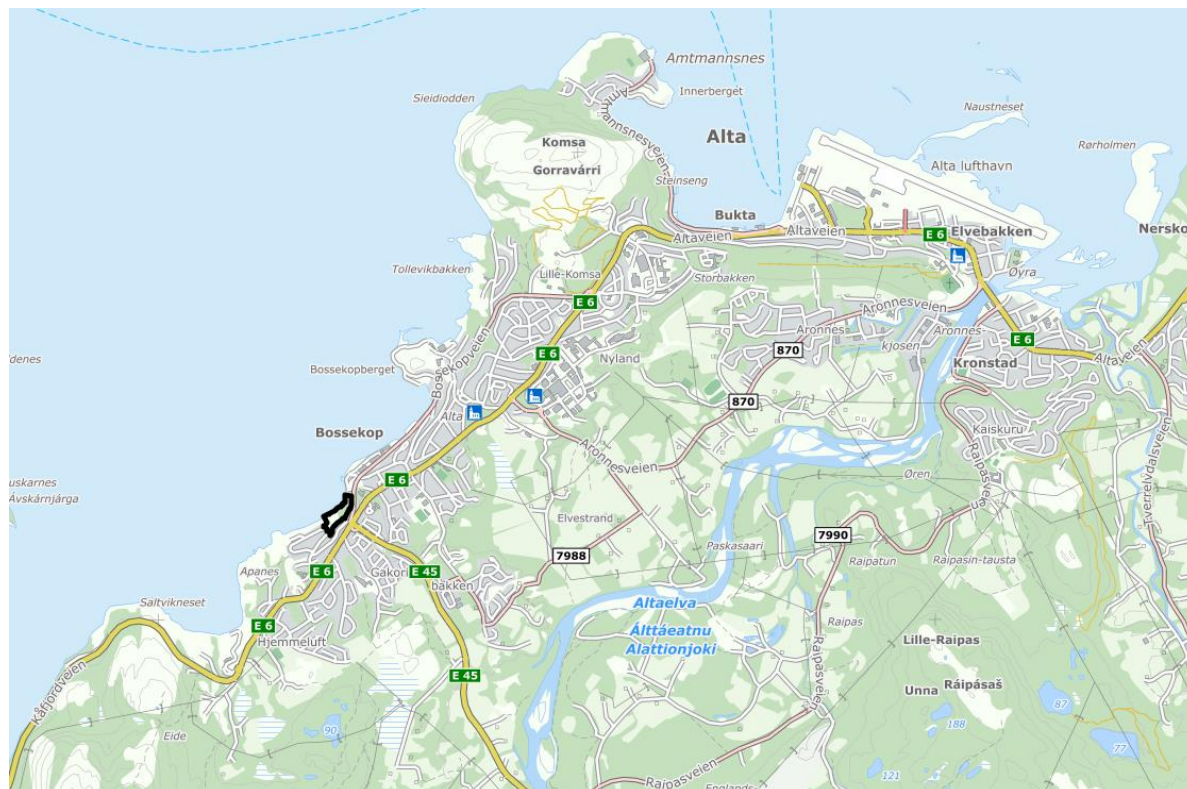 Amtmannsnes
Sieidiodden
Innerberget
Amtmannsnesveien
Naustneset
Komsa
Alta
Rørholmen
Gorravárri
Alta lufthavn
Steinseng
Bukta
Altaveien
Altaveien
E 6
Elvebakken
Nersko
Tollevikbakken
Lille-Komsa
Storbakken
Øyra
E 6
Aronnesveien
Aronnes
Aronnes-
kjosen
E 6
Altaveien
E 6
Nyland
870
Kronstad
Bossekopberget
Bossekopveien
870
denes
Alta
Kaiskuru
Bossekop
Aronnesveien
Raipasveien
Tverrelvdalsveien
E 6
Øren
uskarnes
Ávskárnjárga
Elvestrand
7990
7988
Paskasaari
Raipatun
Raipasin-tausta
Apanes
E 6
E 45
bakken
Saltvikneset
Altaelva
Álttáeatnu
Alattionjoki
Raipas
E 6
Hjemmeluft
Lille-Raipas
Kåfjordveien
E 45
Raipasveien
Unna Ráipásaš
87
188
Eide
90
77
121
Raipasveien